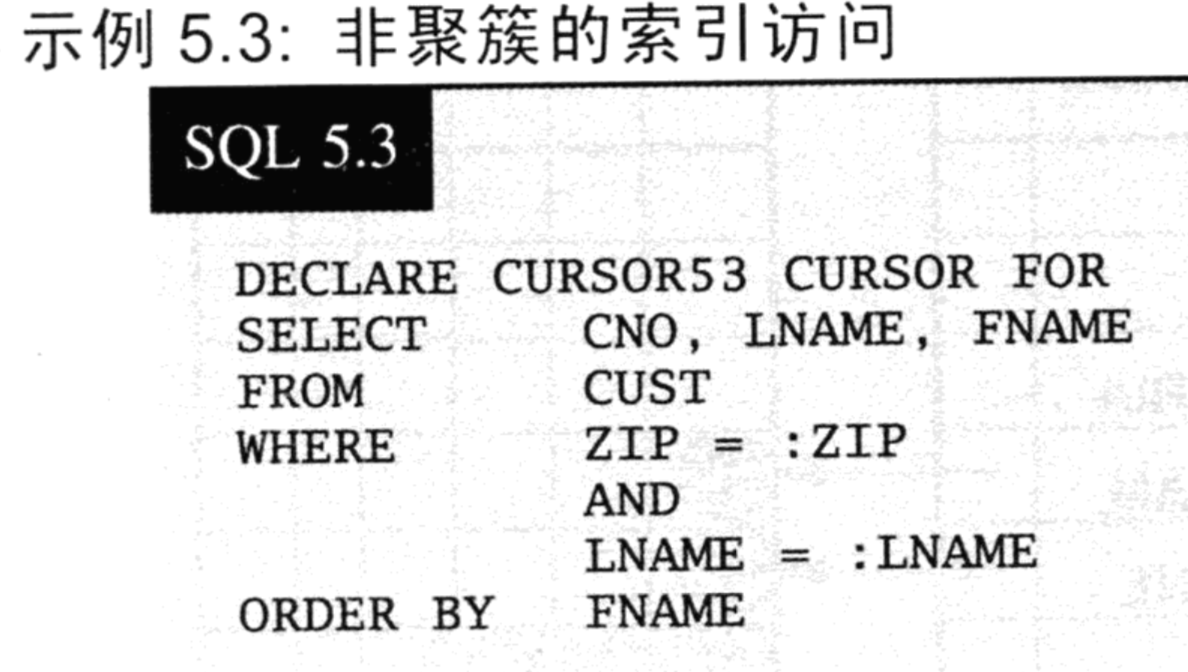 示例 5.3: 非聚簇的索引访问
SQL 5.3
DECLARE CURSOR53 CURSOR FOR
SELECT CNO, LNAME, FNAME
FROM CUST
WHERE ZIP = :ZIP
AND
LNAME = :LNAME
ORDER BY FNAME